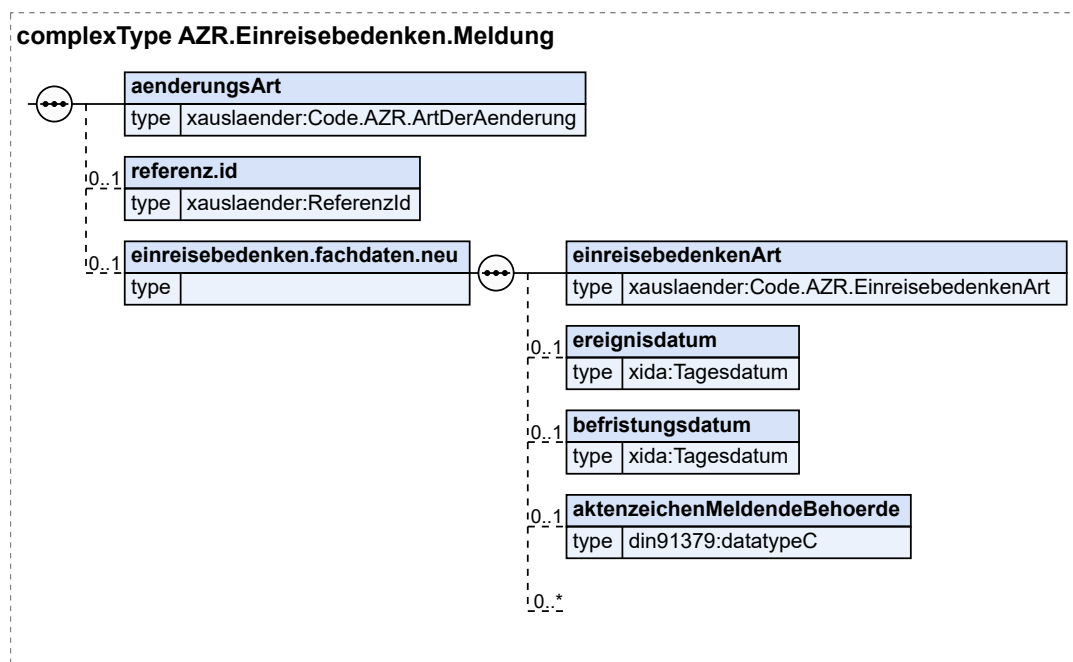 complexType AZR.Einreisebedenken.Meldung
aenderungsArt
type xauslaender:Code.AZR.ArtDerAenderung
0..1 referenz.id
type xauslaender:ReferenzId
0..1 einreisebedenken.fachdaten.neu
type
einreisebedenkenArt
type xauslaender:Code.AZR.EinreisebedenkenArt
0..1 ereignisdatum
type xida:Tagesdatum
0..1 befristungsdatum
type xida:Tagesdatum
0..1 aktenzeichenMeldendeBehoerde
type din91379:datatypeC
0..*